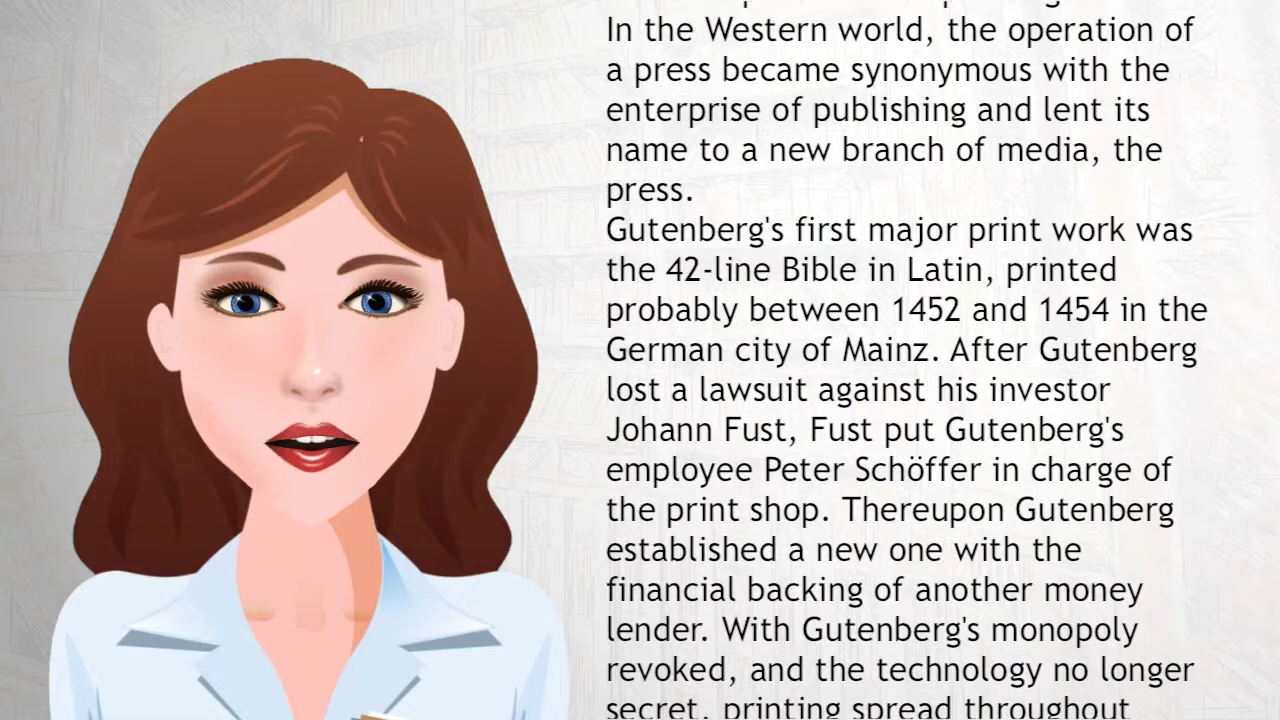 In the Western world, the operation of
a press became synonymous with the
enterprise of publishing and lent its
name to a new branch of media, the
press.
Gutenberg's first major print work was
the 42-line Bible in Latin, printed
probably between 1452 and 1454 in the
German city of Mainz. After Gutenberg
lost a lawsuit against his investor
Johann Fust, Fust put Gutenberg's
employee Peter Schöffer in charge of
the print shop. Thereupon Gutenberg
established a new one with the
financial backing of another money
lender. With Gutenberg's monopoly
revoked, and the technology no longer
secret, printing spread throughout